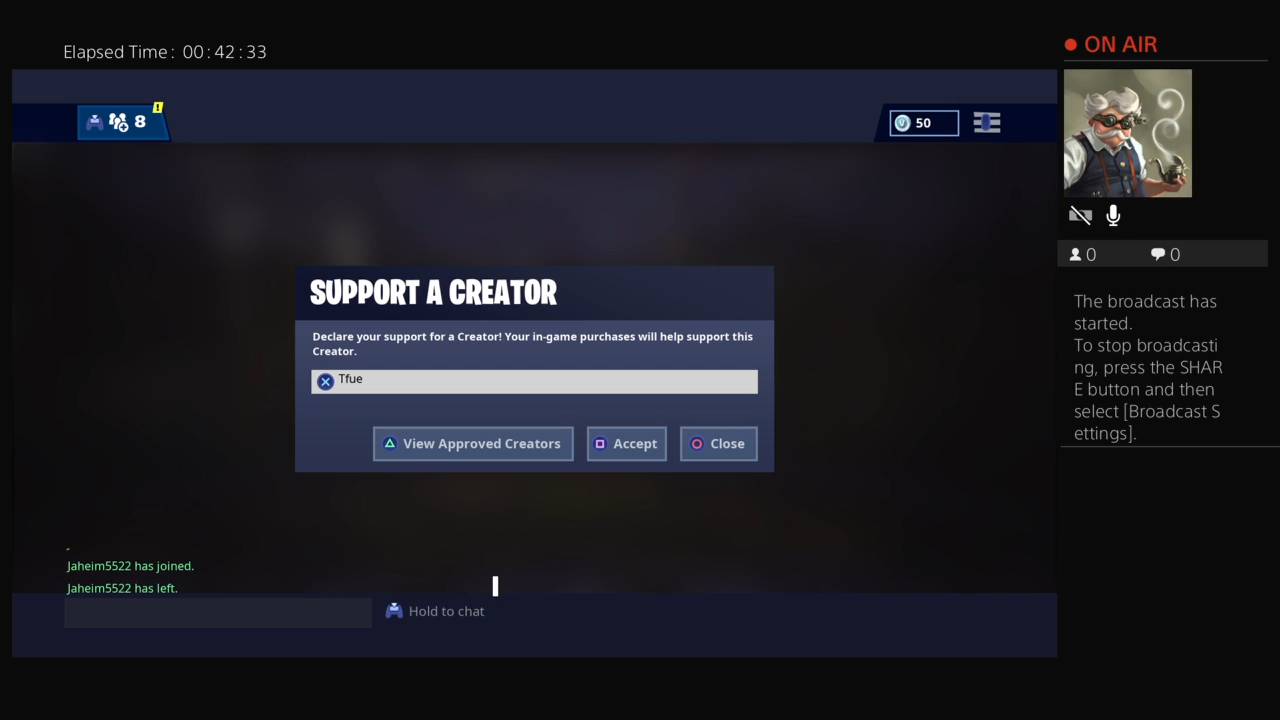 Elapsed Time: 00:42:33
ON AIR
! 
8
50
0 0
SUPPORT A CREATOR
Declare your support for a Creator! Your in-game purchases will help support this
Creator.
Tfue
View Approved Creators Accept Close
The broadcast has
started.
To stop broadcasti
ng, press the SHAR
E button and then
select [Broadcast S
ettings].
Jaheim5522 has joined.
Jaheim5522 has left.
Hold to chat